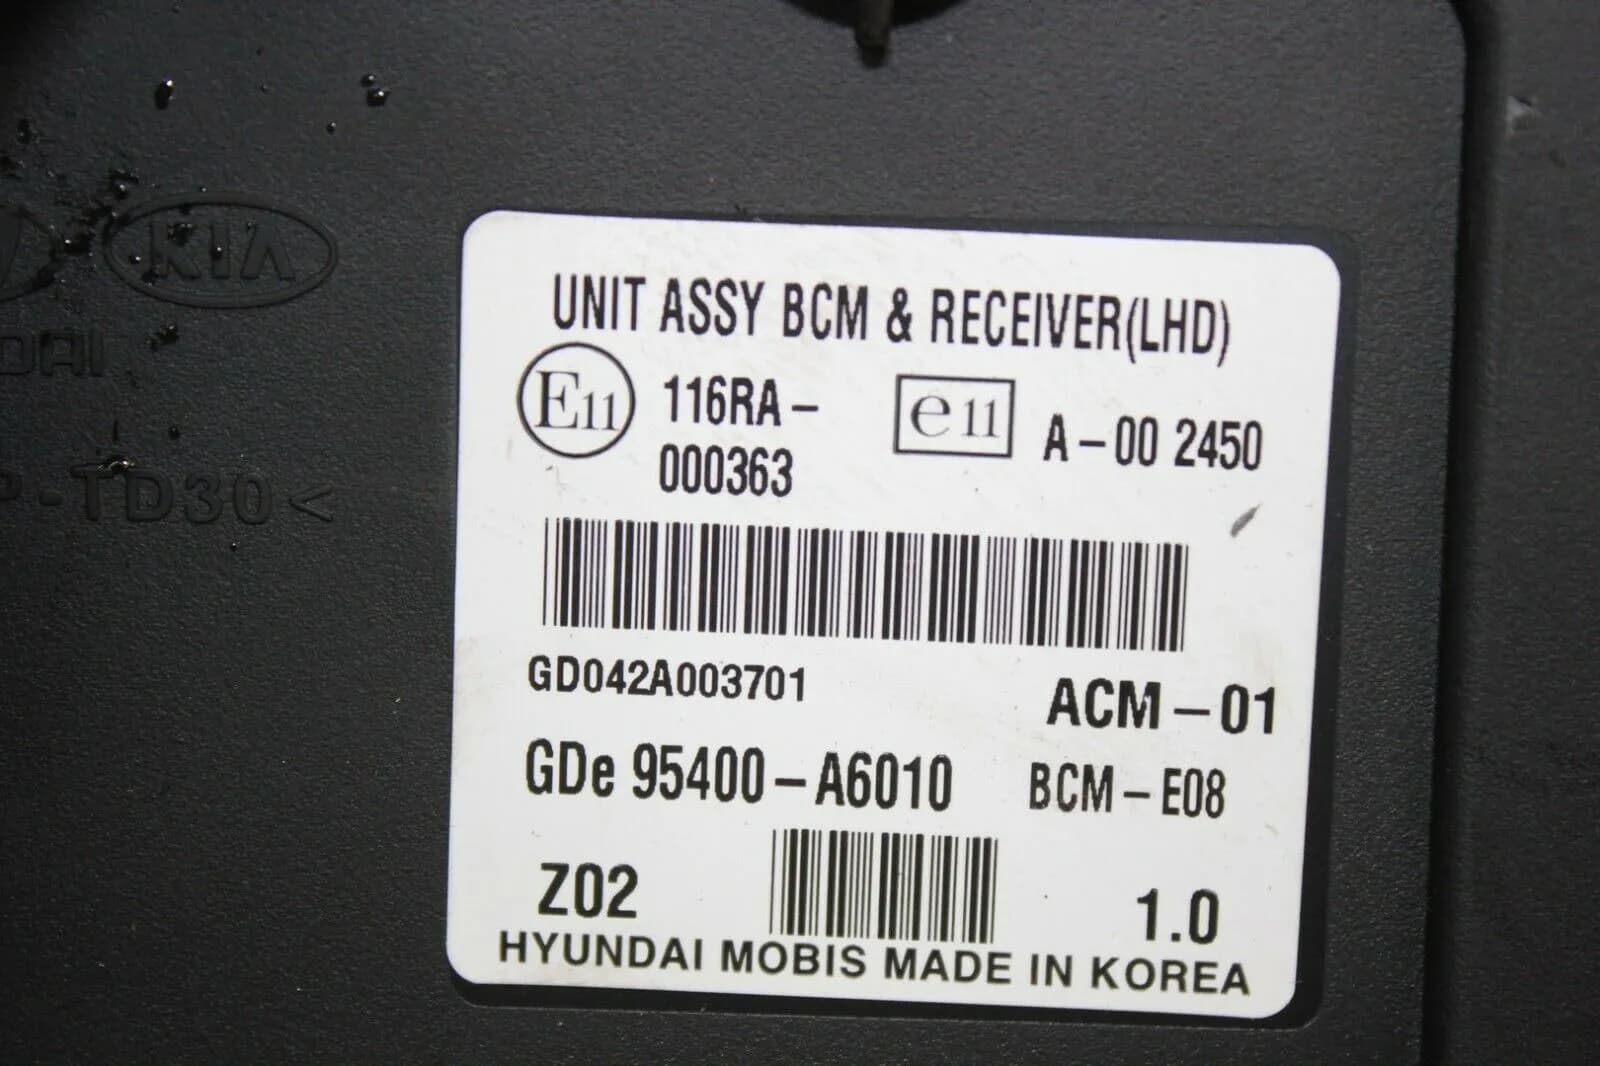 KIA
UNIT ASSY BCM & RECEIVER(LHD)
E11 116RA-
000363
e11 A-00 2450
-TD30<
GD042A003701
ACM-01
GDe 95400-A6010 BCM-E08
Z02 1.0
HYUNDAI MOBIS MADE IN KOREA